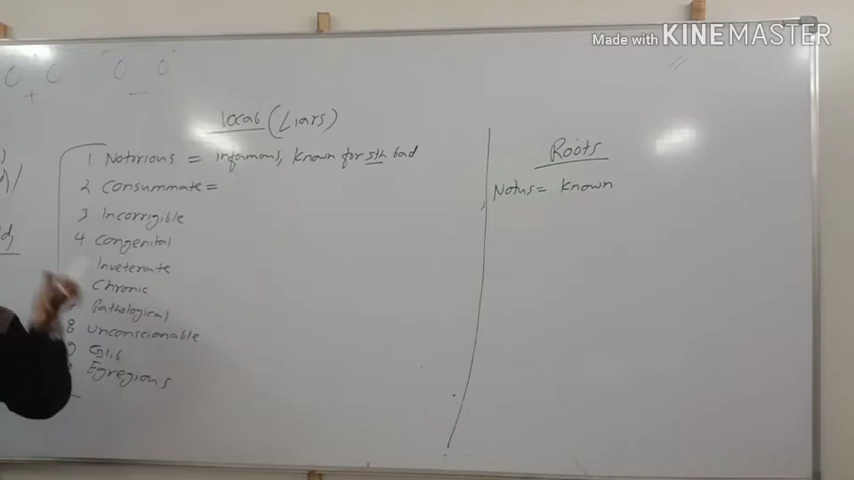 Made with KINEMASTER
Vocab (Liars)
1 Notorious = infamous, known for sth bad
2 Consummate =
3 Incorrigible
4 Congenital
Inveterate
Chronic
Pathological
8 Unconscionable
9 Glib
Egregious
Roots
Notus = known